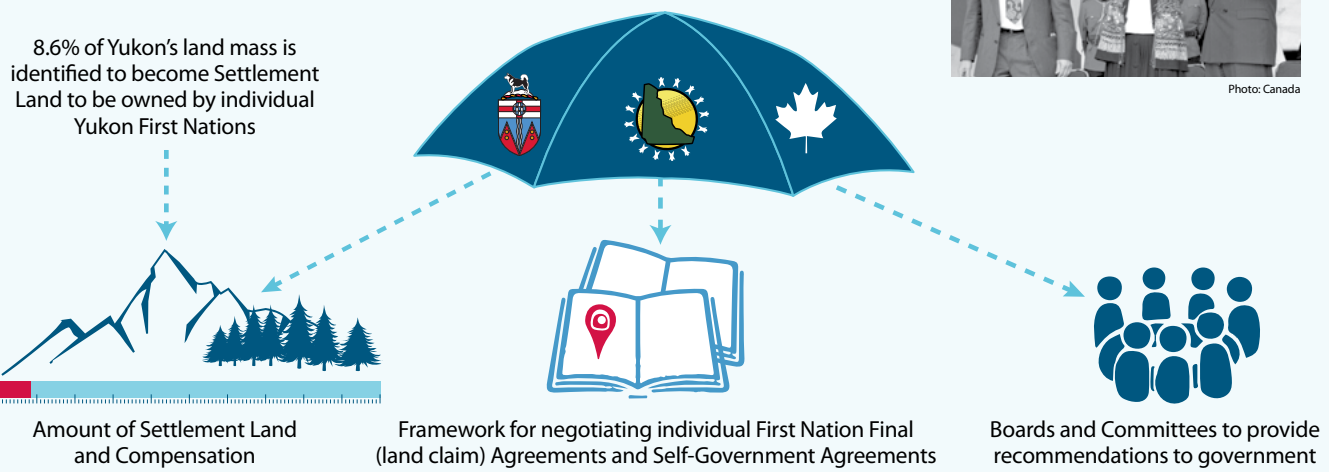 8.6% of Yukon's land mass is
identified to become Settlement
Land to be owned by individual
Yukon First Nations
Photo: Canada
Amount of Settlement Land
and Compensation
Framework for negotiating individual First Nation Final
(land claim) Agreements and Self-Government Agreements
Boards and Committees to provide
recommendations to government